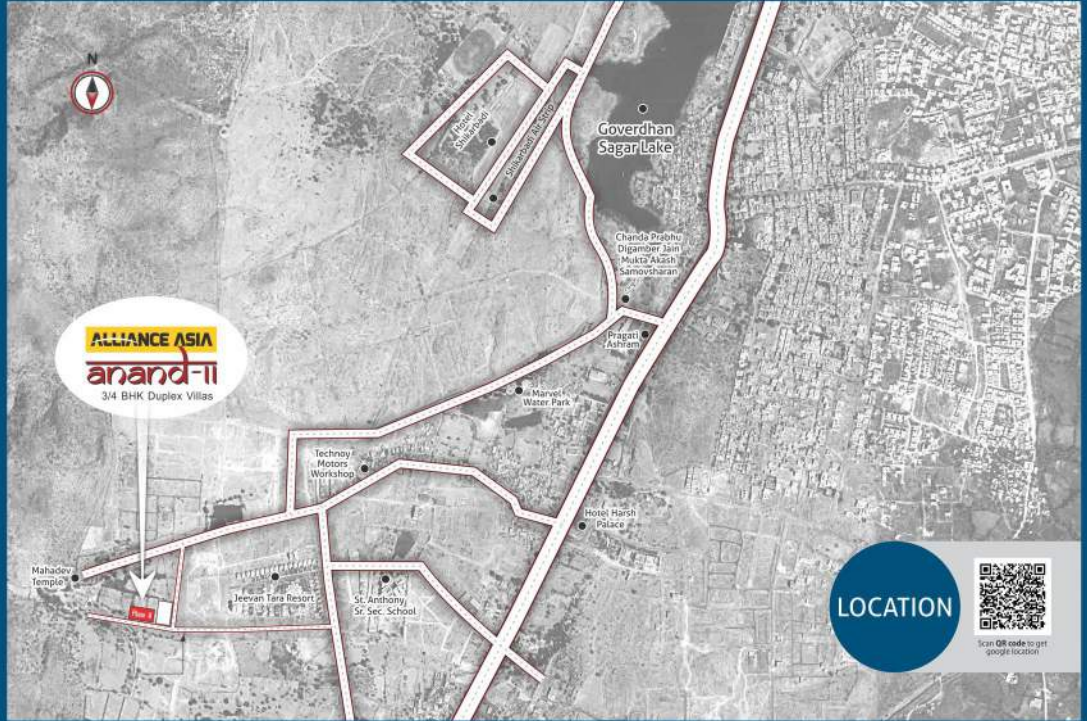 N
Hotel
Shikarbadi
Shikarbadi Air Strip
Goverdhan
Sagar Lake
Chanda Prabhu
Digamber Jain
Mukta Akash
Samovsharan
Pragati
Ashram
ALLIANCE ASIA
anand-II
3/4 BHK Duplex Villas
Marvel
Water Park
Technoy
Motors
Workshop
Hotel Harsh
Palace
Mahadev
Temple
Phase II
Jeevan Tara Resort
St. Anthony
Sr. Sec. School
LOCATION
Scan QR code to get
google location